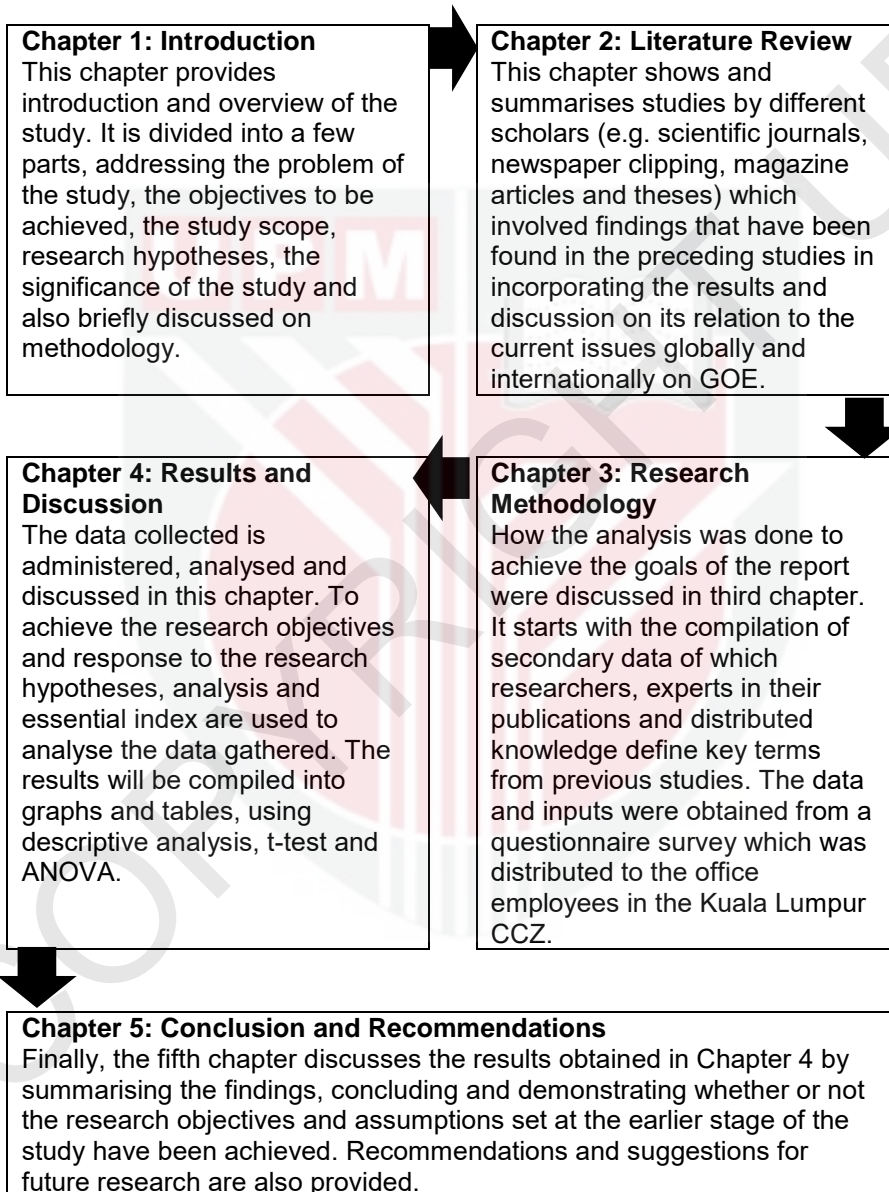 Chapter 1: Introduction
This chapter provides
introduction and overview of the
study. It is divided into a few
parts, addressing the problem of
the study, the objectives to be
achieved, the study scope,
research hypotheses, the
significance of the study and
also briefly discussed on
methodology.
Chapter 2: Literature Review
This chapter shows and
summarises studies by different
scholars (e.g. scientific journals,
newspaper clipping, magazine
articles and theses) which
involved findings that have been
found in the preceding studies in
incorporating the results and
discussion on its relation to the
current issues globally and
internationally on GOE.
Chapter 3: Research
Methodology
How the analysis was done to
achieve the goals of the report
were discussed in third chapter.
It starts with the compilation of
secondary data of which
researchers, experts in their
publications and distributed
knowledge define key terms
from previous studies. The data
and inputs were obtained from a
questionnaire survey which was
distributed to the office
employees in the Kuala Lumpur
CCZ.
Chapter 4: Results and
Discussion
The data collected is
administered, analysed and
discussed in this chapter. To
achieve the research objectives
and response to the research
hypotheses, analysis and
essential index are used to
analyse the data gathered. The
results will be compiled into
graphs and tables, using
descriptive analysis, t-test and
ANOVA.
Chapter 5: Conclusion and Recommendations
Finally, the fifth chapter discusses the results obtained in Chapter 4 by
summarising the findings, concluding and demonstrating whether or not
the research objectives and assumptions set at the earlier stage of the
study have been achieved. Recommendations and suggestions for
future research are also provided.
UPM
COPYRIGHT U